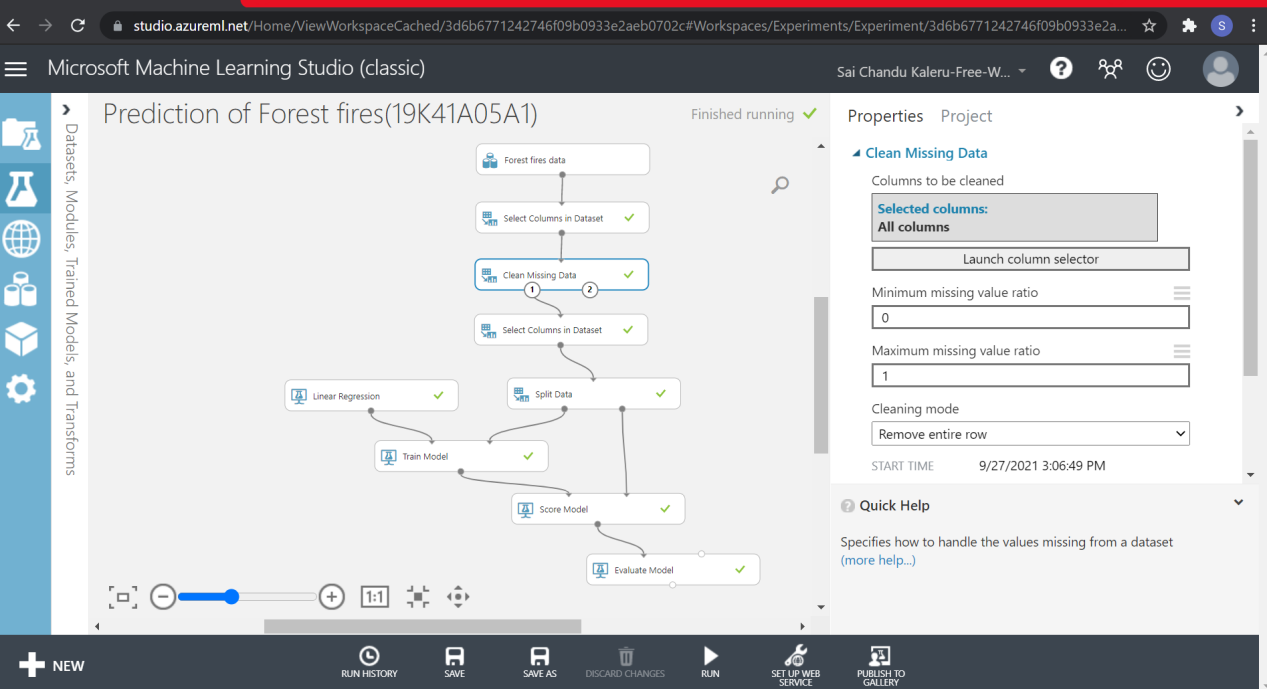 studio.azureml.net/Home/ViewWorkspaceCached/3d6b6771242746f09b0933e2aeb0702c#Workspaces/Experiments/Experiment/3d6b6771242746f09b0933e2a...
S
Microsoft Machine Learning Studio (classic)
Sai Chandu Kaleru-Free-W...
?
Datasets, Modules, Trained Models, and Transforms
Prediction of Forest fires(19K41A05A1)
Finished running
Forest fires data
Select Columns in Dataset
Clean Missing Data
1
2
Select Columns in Dataset
Linear Regression
Split Data
Train Model
Score Model
Evaluate Model
1:1
Properties
Project
Clean Missing Data
Columns to be cleaned
Selected columns:
All columns
Launch column selector
Minimum missing value ratio
0
Maximum missing value ratio
1
Cleaning mode
Remove entire row
START TIME
9/27/2021 3:06:49 PM
? Quick Help
Specifies how to handle the values missing from a dataset
(more help...)
NEW
RUN HISTORY
SAVE
SAVE AS
DISCARD CHANGES
RUN
SET UP WEB
SERVICE
PUBLISH TO
GALLERY